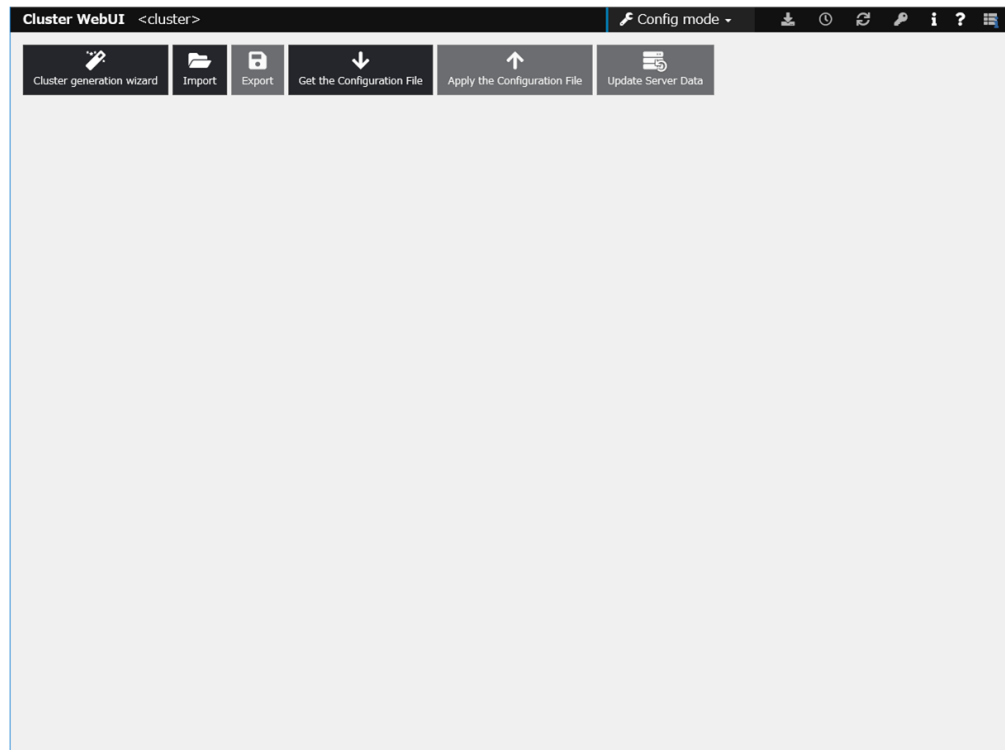 Cluster WebUI <cluster> Config mode
Cluster generation wizard Import Export Get the Configuration File Apply the Configuration File Update Server Data